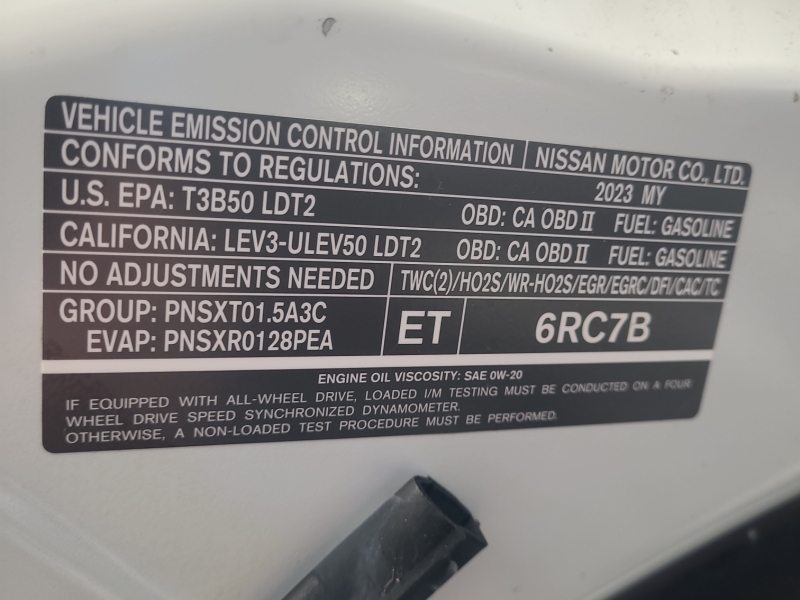 VEHICLE EMISSION CONTROL INFORMATION NISSAN MOTOR CO., LTD.
CONFORMS TO REGULATIONS: 2023 MY
U.S. EPA: T3B50 LDT2 OBD: CA OBD II FUEL: GASOLINE
CALIFORNIA: LEV3-ULEV50 LDT2 OBD: CA OBD II FUEL: GASOLINE
NO ADJUSTMENTS NEEDED TWC(2)/HO2S/WR-HO2S/EGR/EGRC/DFI/CAC/TC
GROUP: PNSXT01.5A3C
EVAP: PNSXR0128PEA
ET 6RC7B
ENGINE OIL VISCOSITY: SAE 0W-20
IF EQUIPPED WITH ALL-WHEEL DRIVE, LOADED I/M TESTING MUST BE CONDUCTED ON A FOUR
WHEEL DRIVE SPEED SYNCHRONIZED DYNAMOMETER.
OTHERWISE, A NON-LOADED TEST PROCEDURE MUST BE PERFORMED.